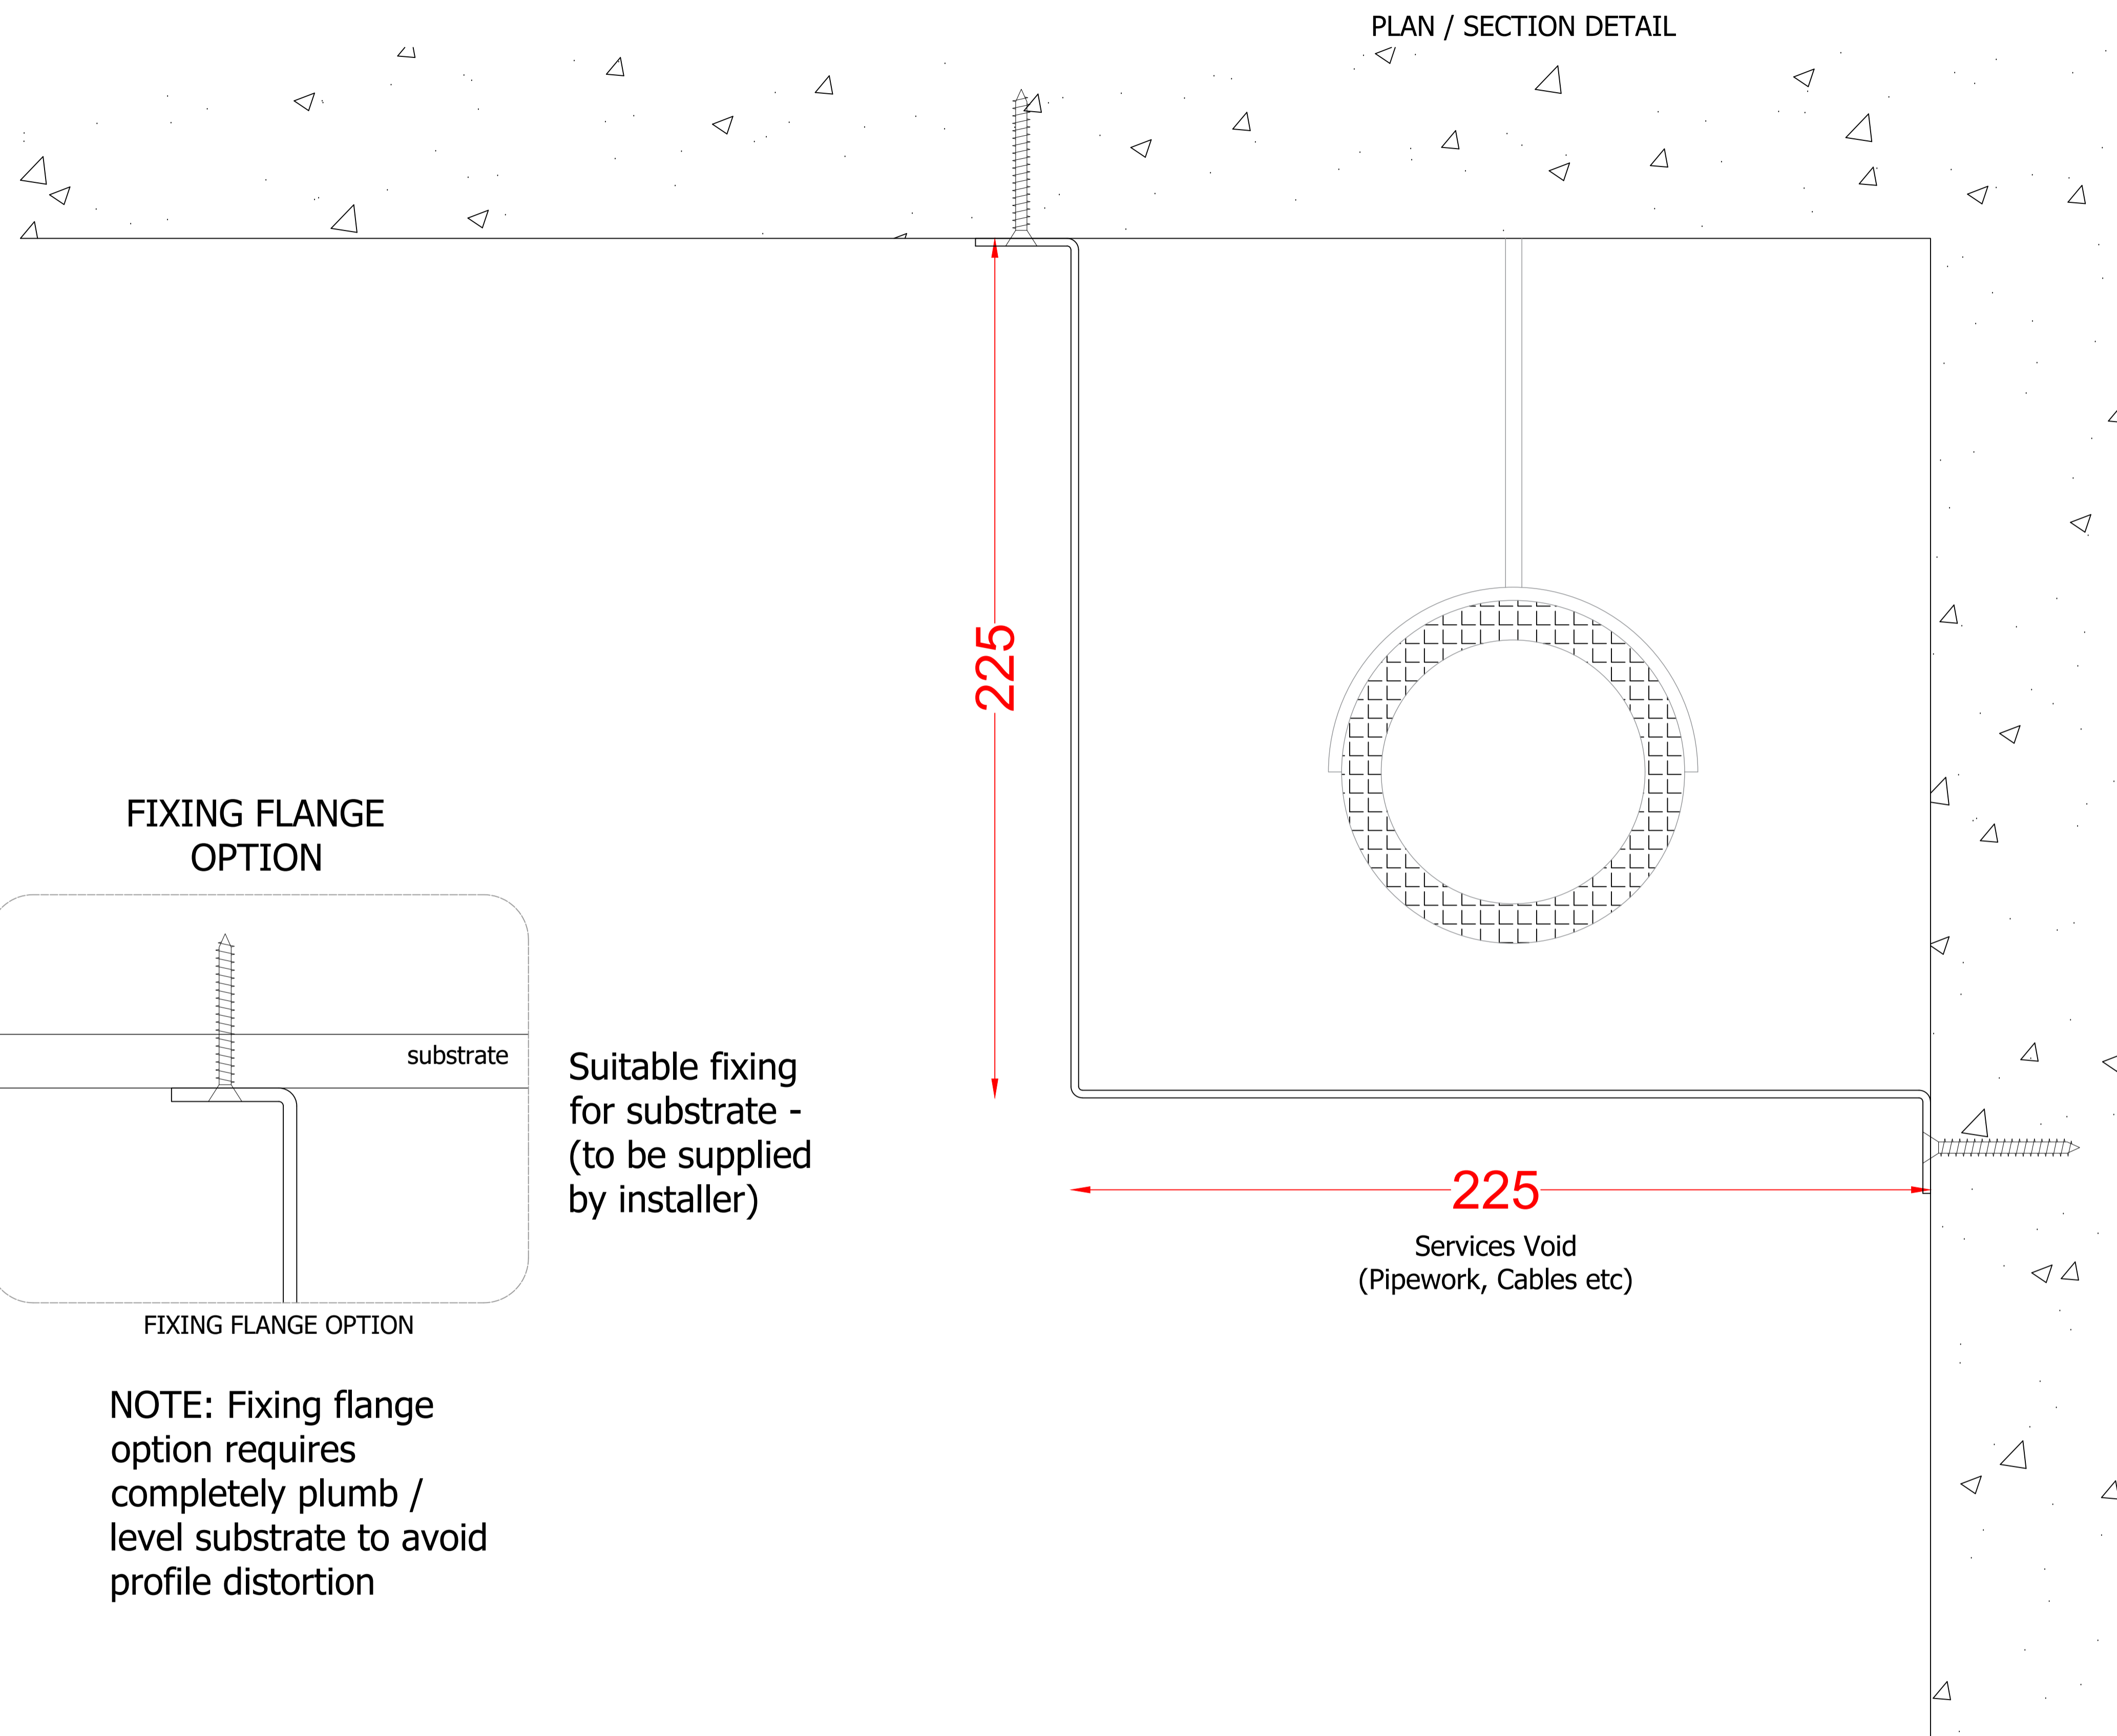 PLAN / SECTION DETAIL
225
FIXING FLANGE
OPTION
substrate
FIXING FLANGE OPTION
Suitable fixing
for substrate -
(to be supplied
by installer)
225
Services Void
(Pipework, Cables etc)
NOTE: Fixing flange
option requires
completely plumb /
level substrate to avoid
profile distortion